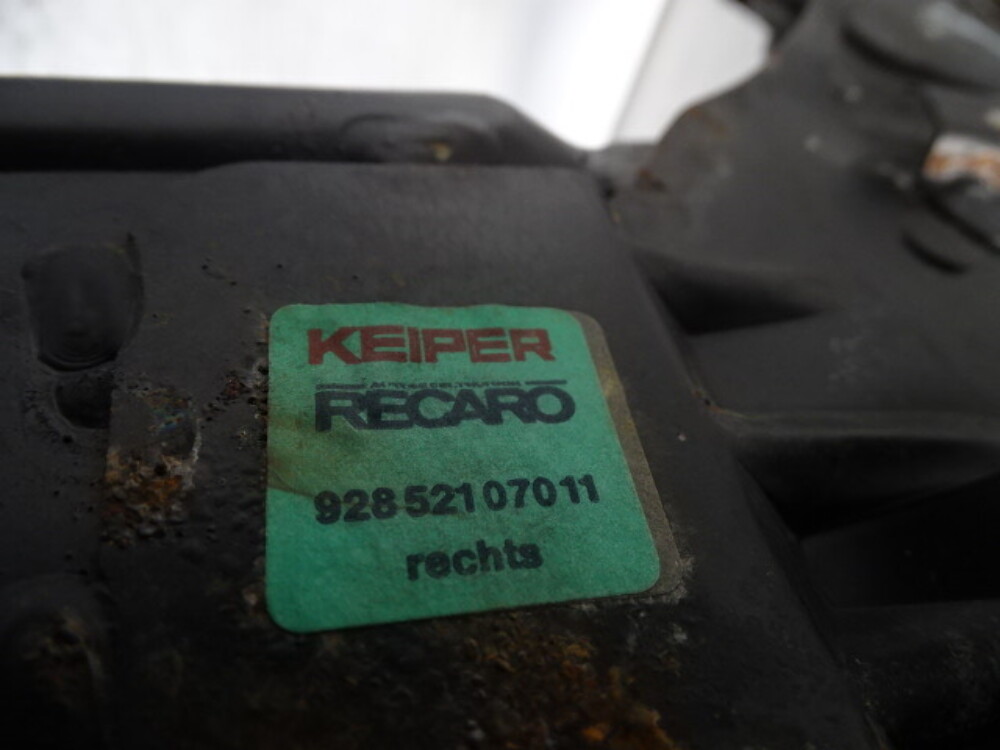 KEIPER
RECARO
928 521 070 11
rechts